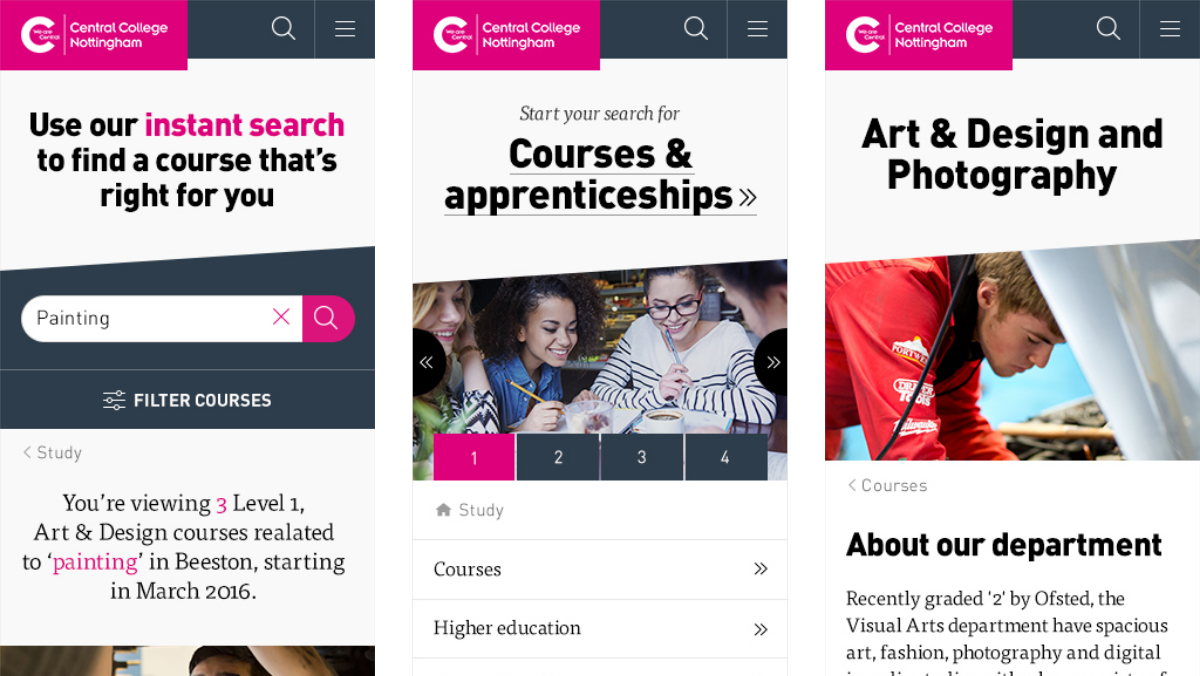 We are
Central
Central College
Nottingham
Use our instant search
to find a course that's
right for you
Painting
FILTER COURSES
Study
You're viewing 3 Level 1,
Art & Design courses realated
to ‘painting’ in Beeston, starting
in March 2016.
We are
Central
Central College
Nottingham
Start your search for
Courses &
apprenticeships
1
2
3
4
Study
Courses
Higher education
We are
Central
Central College
Nottingham
Art & Design and
Photography
DRAPER
TOOLS
Milwaukee
Courses
About our department
Recently graded '2' by Ofsted, the
Visual Arts department have spacious
art, fashion, photography and digital